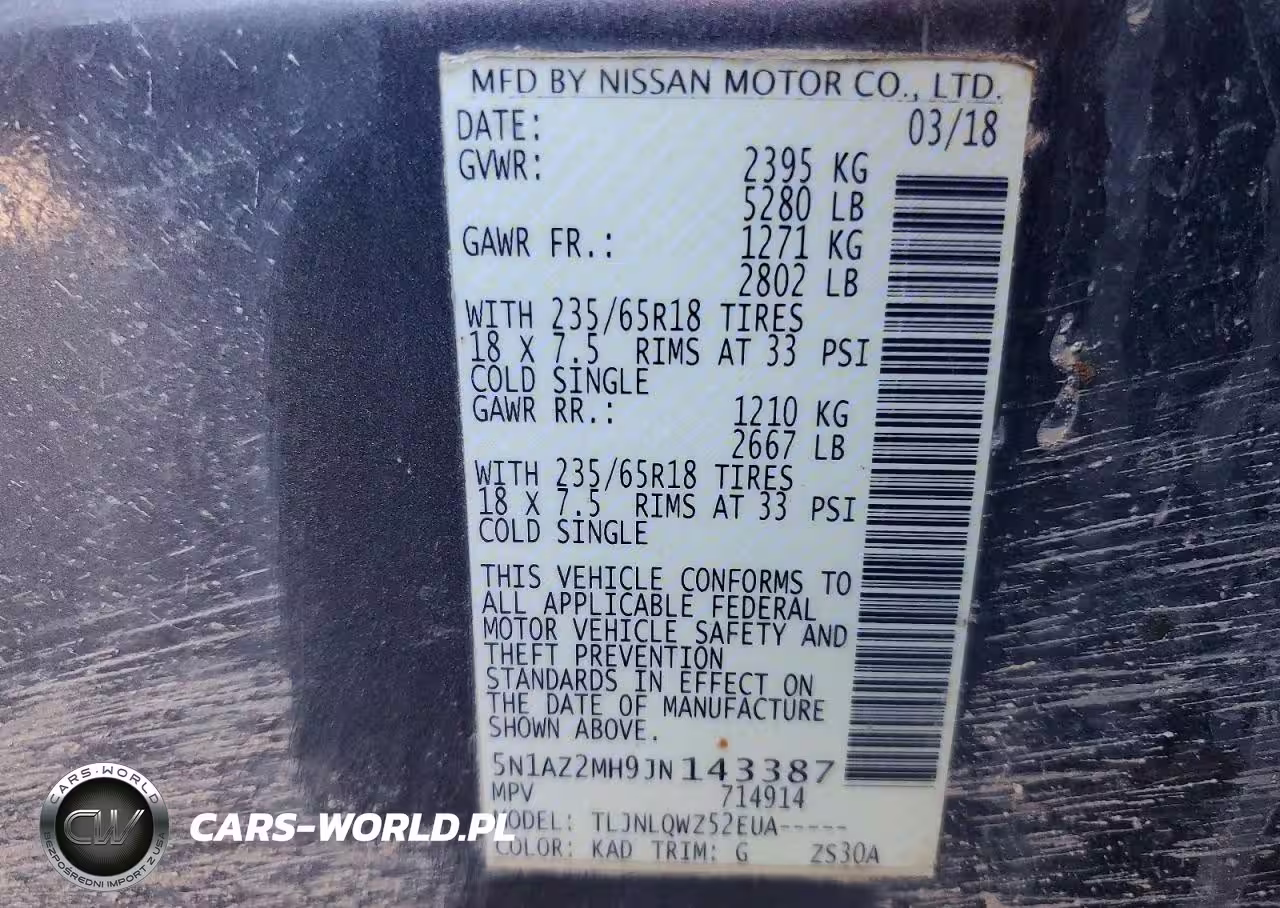 MFD BY NISSAN MOTOR CO., LTD.
DATE: 03/18
GVWR: 2395 KG
5280 LB
GAWR FR.: 1271 KG
2802 LB
WITH 235/65R18 TIRES
18 X 7.5 RIMS AT 33 PSI
COLD SINGLE
GAWR RR.: 1210 KG
2667 LB
WITH 235/65R18 TIRES
18 X 7.5 RIMS AT 33 PSI
COLD SINGLE
THIS VEHICLE CONFORMS TO
ALL APPLICABLE FEDERAL
MOTOR VEHICLE SAFETY AND
THEFT PREVENTION
STANDARDS IN EFFECT ON
THE DATE OF MANUFACTURE
SHOWN ABOVE.
5N1AZ2MH9JN143387
MPV 714914
MODEL: TLJNLQWZ52EUA-----
COLOR: KAD TRIM: G ZS30A
CARS-WORLD
CW
BEZPOŚREDNI IMPORT Z USA
CARS-WORLD.PL